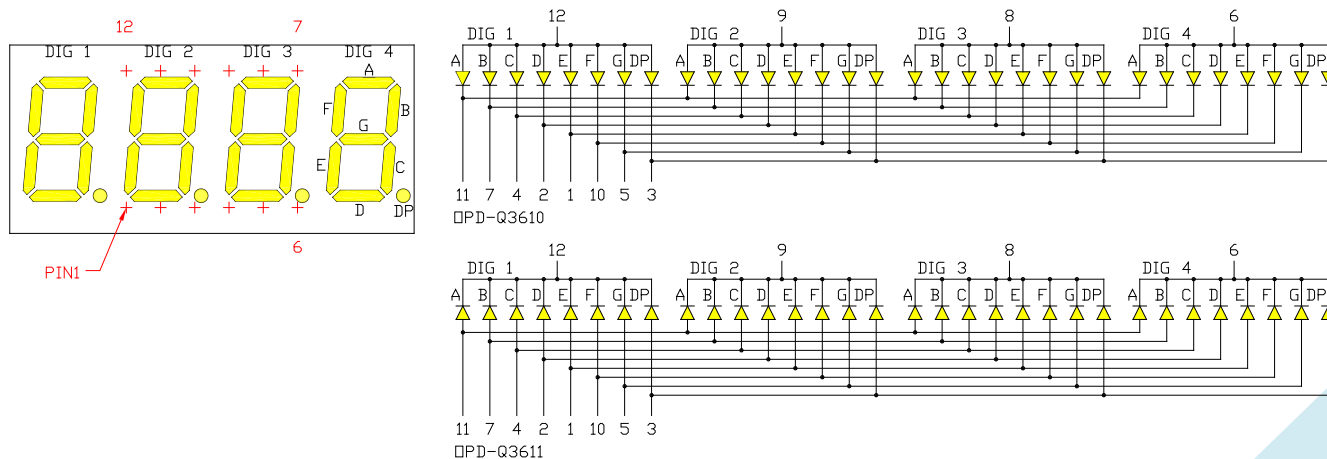 12 7
DIG 1 DIG 2 DIG 3 DIG 4
A
F B
G
E C
D DP
6
PIN1
12 9 8 6
DIG 1 DIG 2 DIG 3 DIG 4
A B C D E F G DP A B C D E F G DP A B C D E F G DP A B C D E F G DP
11 7 4 2 1 10 5 3
OPD-Q3610
12 9 8 6
DIG 1 DIG 2 DIG 3 DIG 4
A B C D E F G DP A B C D E F G DP A B C D E F G DP A B C D E F G DP
11 7 4 2 1 10 5 3
OPD-Q3611